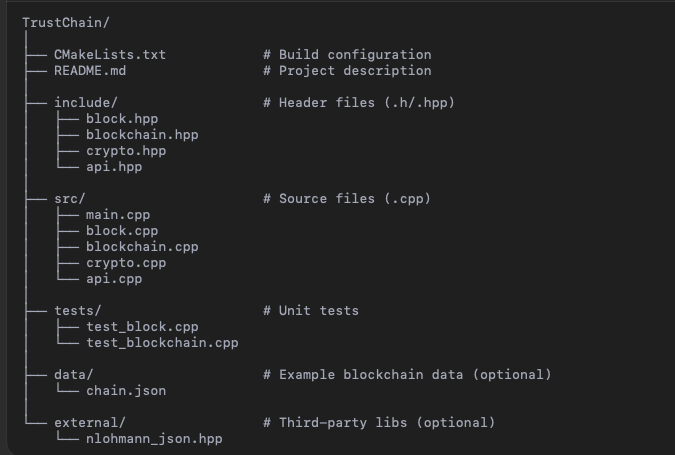 TrustChain/
│
├── CMakeLists.txt            # Build configuration
├── README.md                 # Project description
│
├── include/                  # Header files (.h/.hpp)
│   ├── block.hpp
│   ├── blockchain.hpp
│   ├── crypto.hpp
│   └── api.hpp
│
├── src/                      # Source files (.cpp)
│   ├── main.cpp
│   ├── block.cpp
│   ├── blockchain.cpp
│   ├── crypto.cpp
│   └── api.cpp
│
├── tests/                    # Unit tests
│   ├── test_block.cpp
│   └── test_blockchain.cpp
│
├── data/                     # Example blockchain data (optional)
│   └── chain.json
│
└── external/                 # Third-party libs (optional)
    └── nlohmann_json.hpp